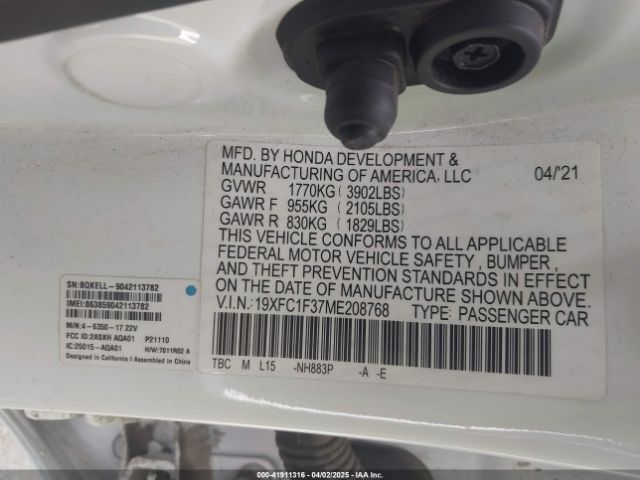 MFD. BY HONDA DEVELOPMENT &
MANUFACTURING OF AMERICA, LLC 04/'21
GVWR 1770KG (3902LBS)
GAWR F 955KG (2105LBS)
GAWR R 830KG (1829LBS)
THIS VEHICLE CONFORMS TO ALL APPLICABLE
FEDERAL MOTOR VEHICLE SAFETY, BUMPER,
AND THEFT PREVENTION STANDARDS IN EFFECT
ON THE DATE OF MANUFACTURE SHOWN ABOVE.
V.I.N.:19XFC1F37ME208768 TYPE: PASSENGER CAR
TBC M L15 -NH883P -A -E
SN:BQKELL-9042113782
IMEI:863859042113782
M/N:4-6350-17 22V
FCC ID:2ASKH AQA01 P21110
IC:25015-AQA01 H/W:7011R02 A
Designed in California | Assembled in China
000-41911316 | 04/02/2025 - IAAI.COM